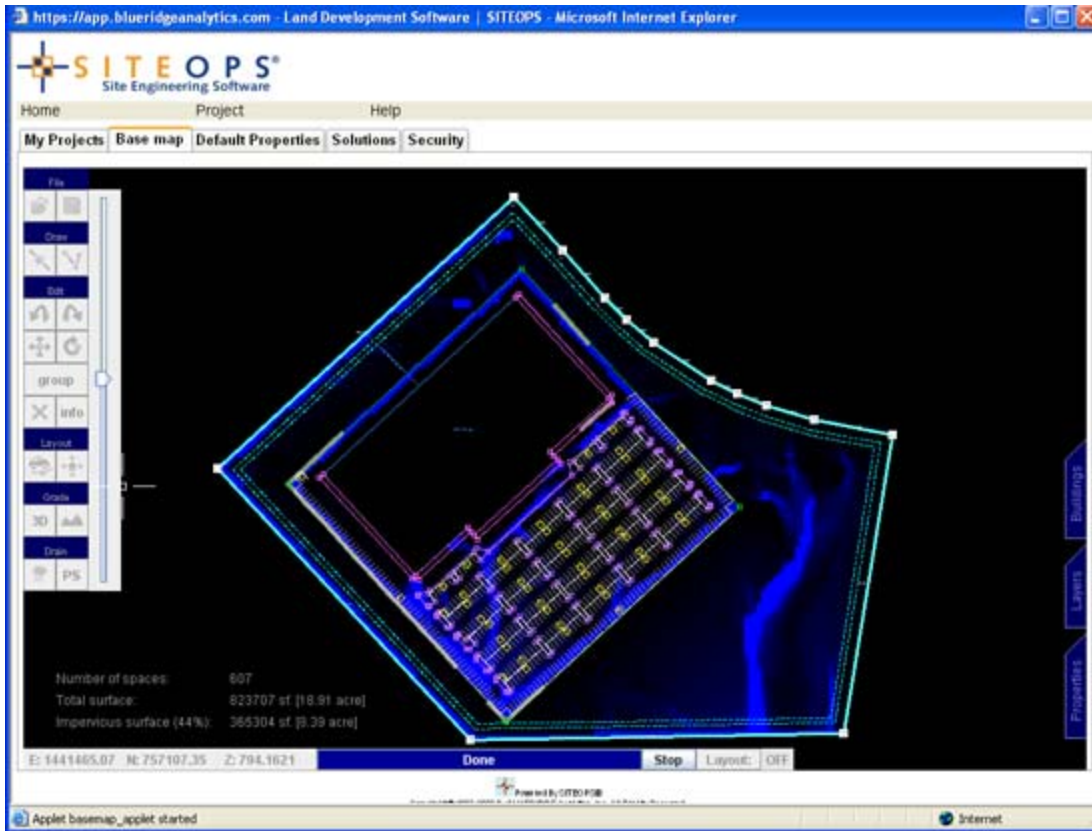 https://app.blueridgeanalytics.com - Land Development Software | SITEOPS - Microsoft Internet Explorer
SITEOPS®
Site Engineering Software
Home Project Help
My Projects Base map Default Properties Solutions Security
File
Draw
Edit
group
info
Layout
Grade
3D
Drain
PS
Buildings
Layers
Properties
Number of spaces: 607
Total surface: 823707 sf. [18.91 acre]
Impervious surface (44%): 365304 sf. [8.39 acre]
E: 1441465.07 N: 757107.35 Z: 794.1621 Done Stop Layout: OFF
Powered By SITEOPS®
Applet basemap_applet started Internet